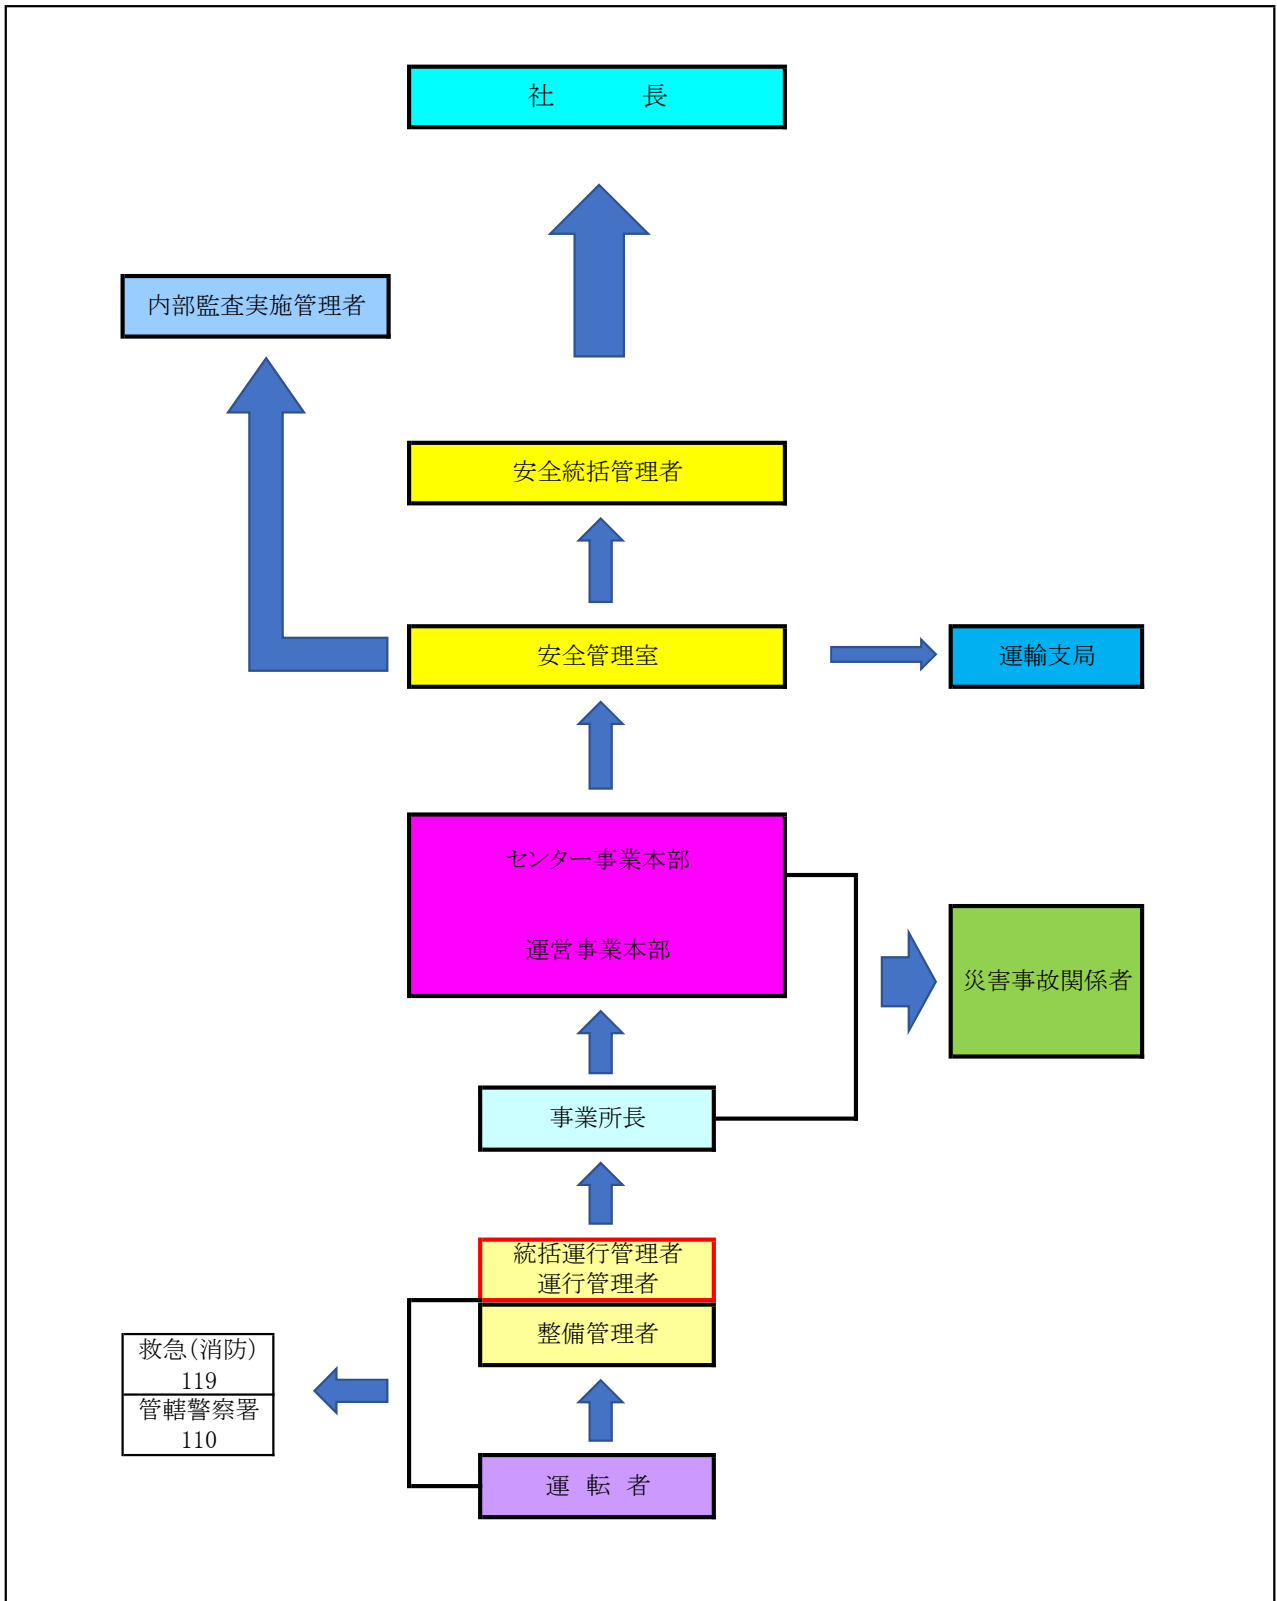 社　　　長
内部監査実施管理者
安全統括管理者
安全管理室
運輸支局
センター事業本部
運営事業本部
災害事故関係者
事業所長
統括運行管理者
運行管理者
整備管理者
救急(消防)
119
管轄警察署
110
運　転　者